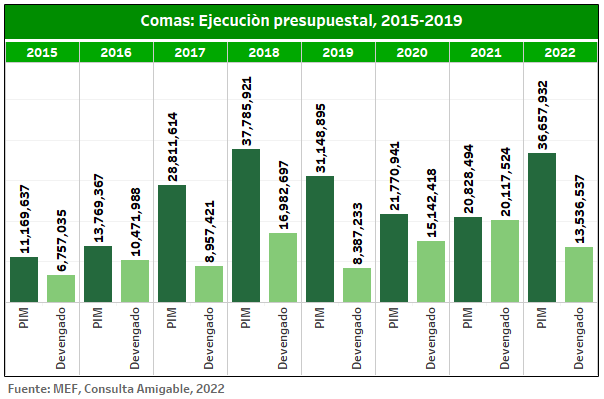 Comas: Ejecuciòn presupuestal, 2015-2019
2015 2016 2017 2018 2019 2020 2021 2022
11,169,637 6,757,035 13,769,367 10,471,988 28,811,614 8,957,421 37,785,921 16,982,697 31,148,895 8,387,233 21,770,941 15,142,418 20,828,494 20,117,524 36,657,932 13,536,537
PIM Devengado PIM Devengado PIM Devengado PIM Devengado PIM Devengado PIM Devengado PIM Devengado PIM Devengado
Fuente: MEF, Consulta Amigable, 2022